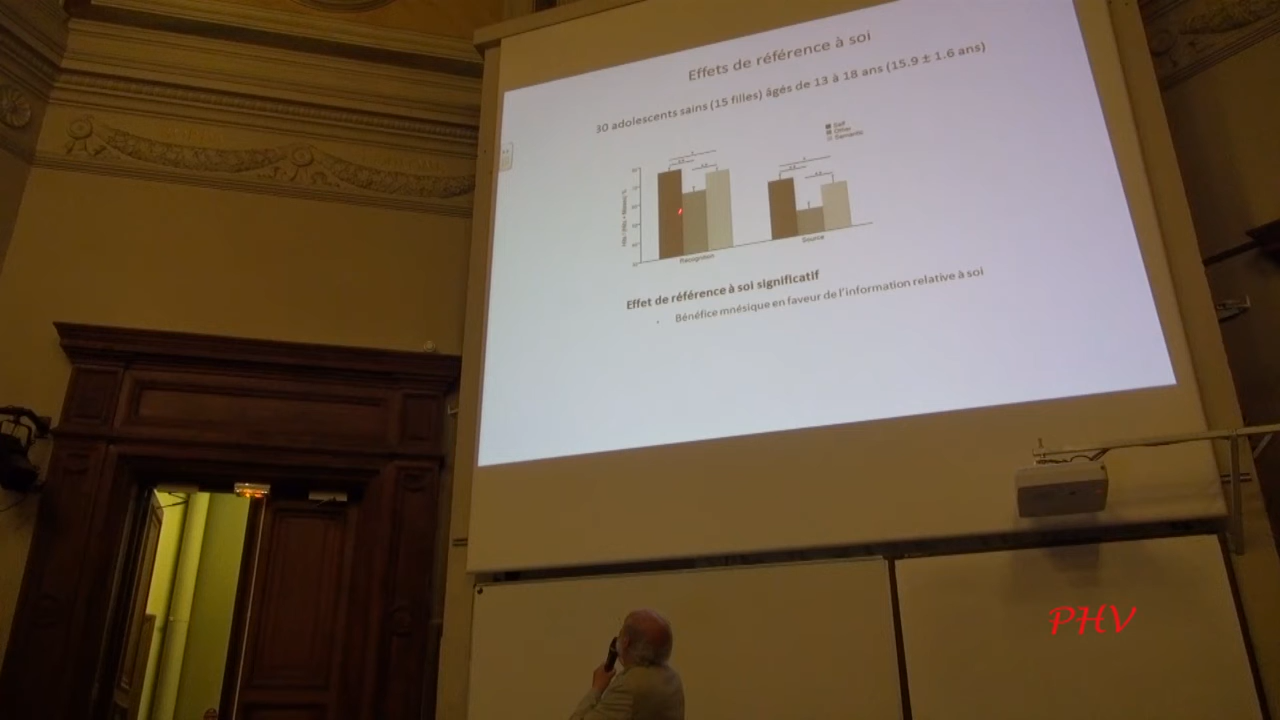 Effets de référence à soi
30 adolescents sains (15 filles) âgés de 13 à 18 ans (15.9 ± 1.6 ans)
Self
Other
Semantic
Recognition
Source
Effet de référence à soi significatif
Bénéfice mnésique en faveur de l'information relative à soi
PHV